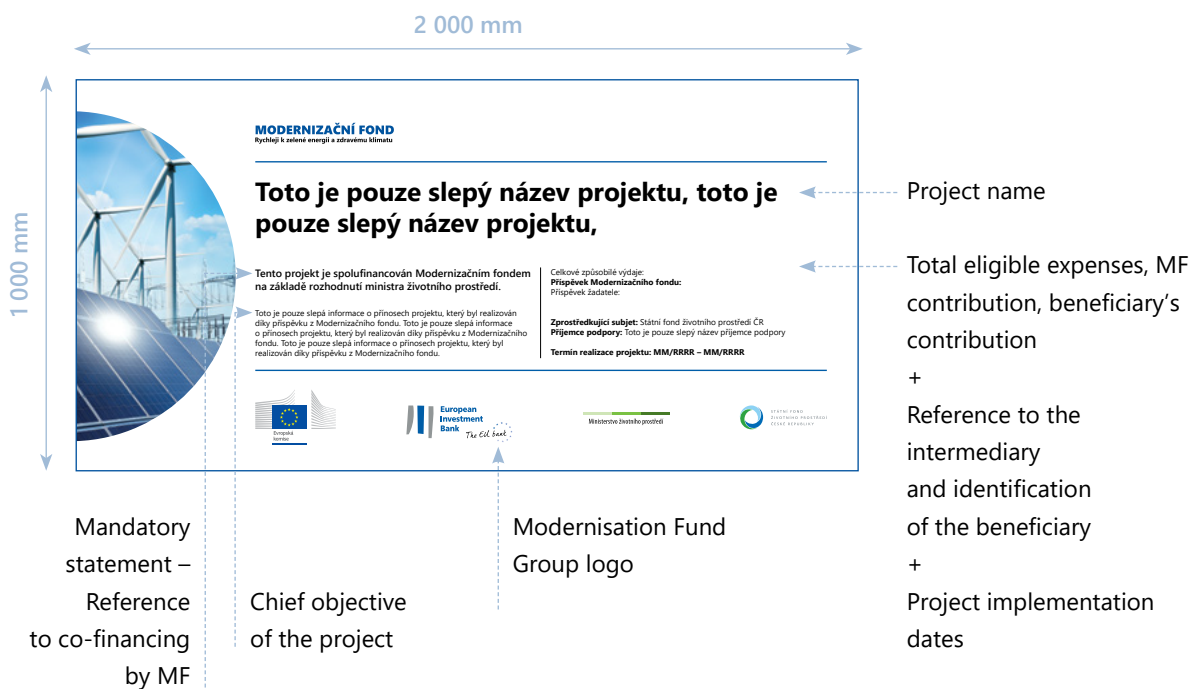 2 000 mm
1 000 mm
MODERNIZAČNÍ FOND
Rychleji k zelené energii a zdravému klimatu
Toto je pouze slepý název projektu, toto je
pouze slepý název projektu,
Tento projekt je spolufinancován Modernizačním fondem
na základě rozhodnutí ministra životního prostředí.
Toto je pouze slepá informace o přínosech projektu, který byl realizován
díky příspěvku z Modernizačního fondu. Toto je pouze slepá informace
o přínosech projektu, který byl realizován díky příspěvku z Modernizačního
fondu. Toto je pouze slepá informace o přínosech projektu, který byl
realizován díky příspěvku z Modernizačního fondu.
Celkové způsobilé výdaje:
Příspěvek Modernizačního fondu:
Příspěvek žadatele:
Zprostředkující subjet: Státní fond životního prostředí ČR
Příjemce podpory: Toto je pouze slepý název příjemce podpory
Termín realizace projektu: MM/RRRR – MM/RRRR
Evropská
komise
European
Investment
Bank
The EU bank
Ministerstvo životního prostředí
STÁTNÍ FOND
ŽIVOTNÍHO PROSTŘEDÍ
ČESKÉ REPUBLIKY
Project name
Total eligible expenses, MF
contribution, beneficiary's
contribution
+
Reference to the
intermediary
and identification
of the beneficiary
+
Project implementation
dates
Mandatory
statement –
Reference
to co-financing
by MF
Chief objective
of the project
Modernisation Fund
Group logo